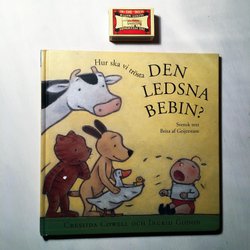 Hur ska vi trösta
DEN
LEDSNA
BEBIN?
Svensk text
Britt af Geijerstam
CRESSIDA COWELL OCH INGRID GODON